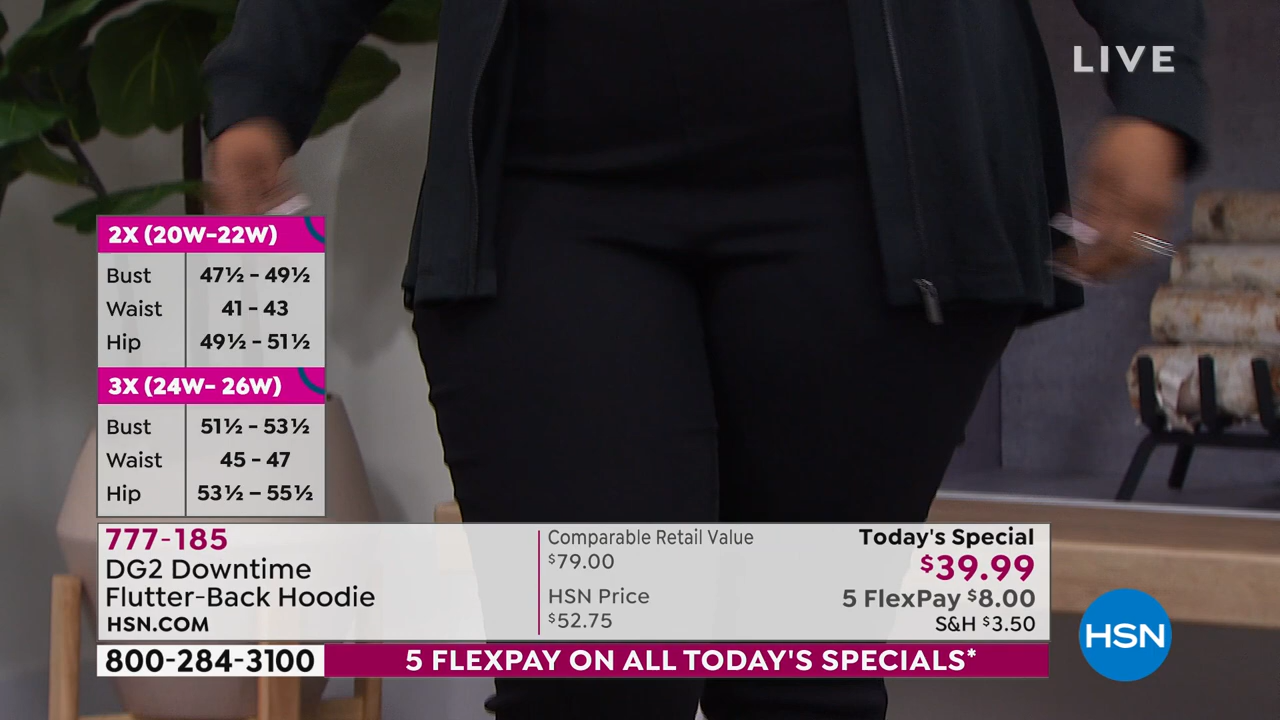 LIVE
2X (20W-22W)
Bust 47½ - 49½
Waist 41 - 43
Hip 49½ - 51½
3X (24W- 26W)
Bust 51½ - 53½
Waist 45 - 47
Hip 53½ - 55½
777-185
DG2 Downtime
Flutter-Back Hoodie
HSN.COM
Comparable Retail Value
$79.00
HSN Price
$52.75
Today's Special
$39.99
5 FlexPay $8.00
S&H $3.50
HSN
800-284-3100
5 FLEXPAY ON ALL TODAY'S SPECIALS*